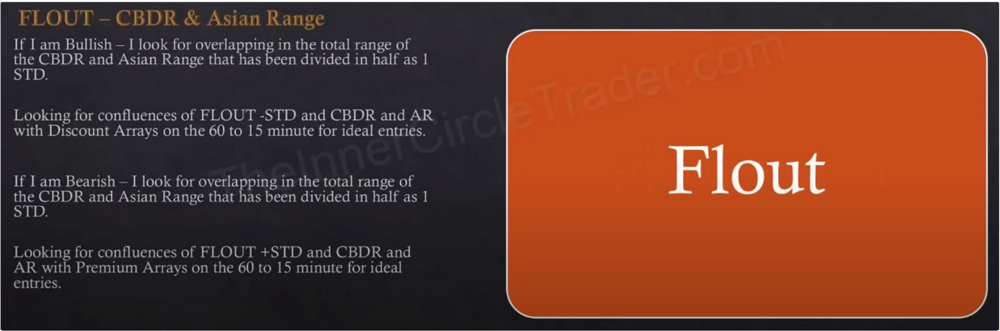 FLOUT – CBDR & Asian Range
If I am Bullish – I look for overlapping in the total range of
the CBDR and Asian Range that has been divided in half as 1
STD.
Looking for confluences of FLOUT -STD and CBDR and AR
with Discount Arrays on the 60 to 15 minute for ideal entries.
If I am Bearish – I look for overlapping in the total range of
the CBDR and Asian Range that has been divided in half as 1
STD.
Looking for confluences of FLOUT +STD and CBDR and
AR with Premium Arrays on the 60 to 15 minute for ideal
entries.
Flout
TheInnerCircleTrader.com